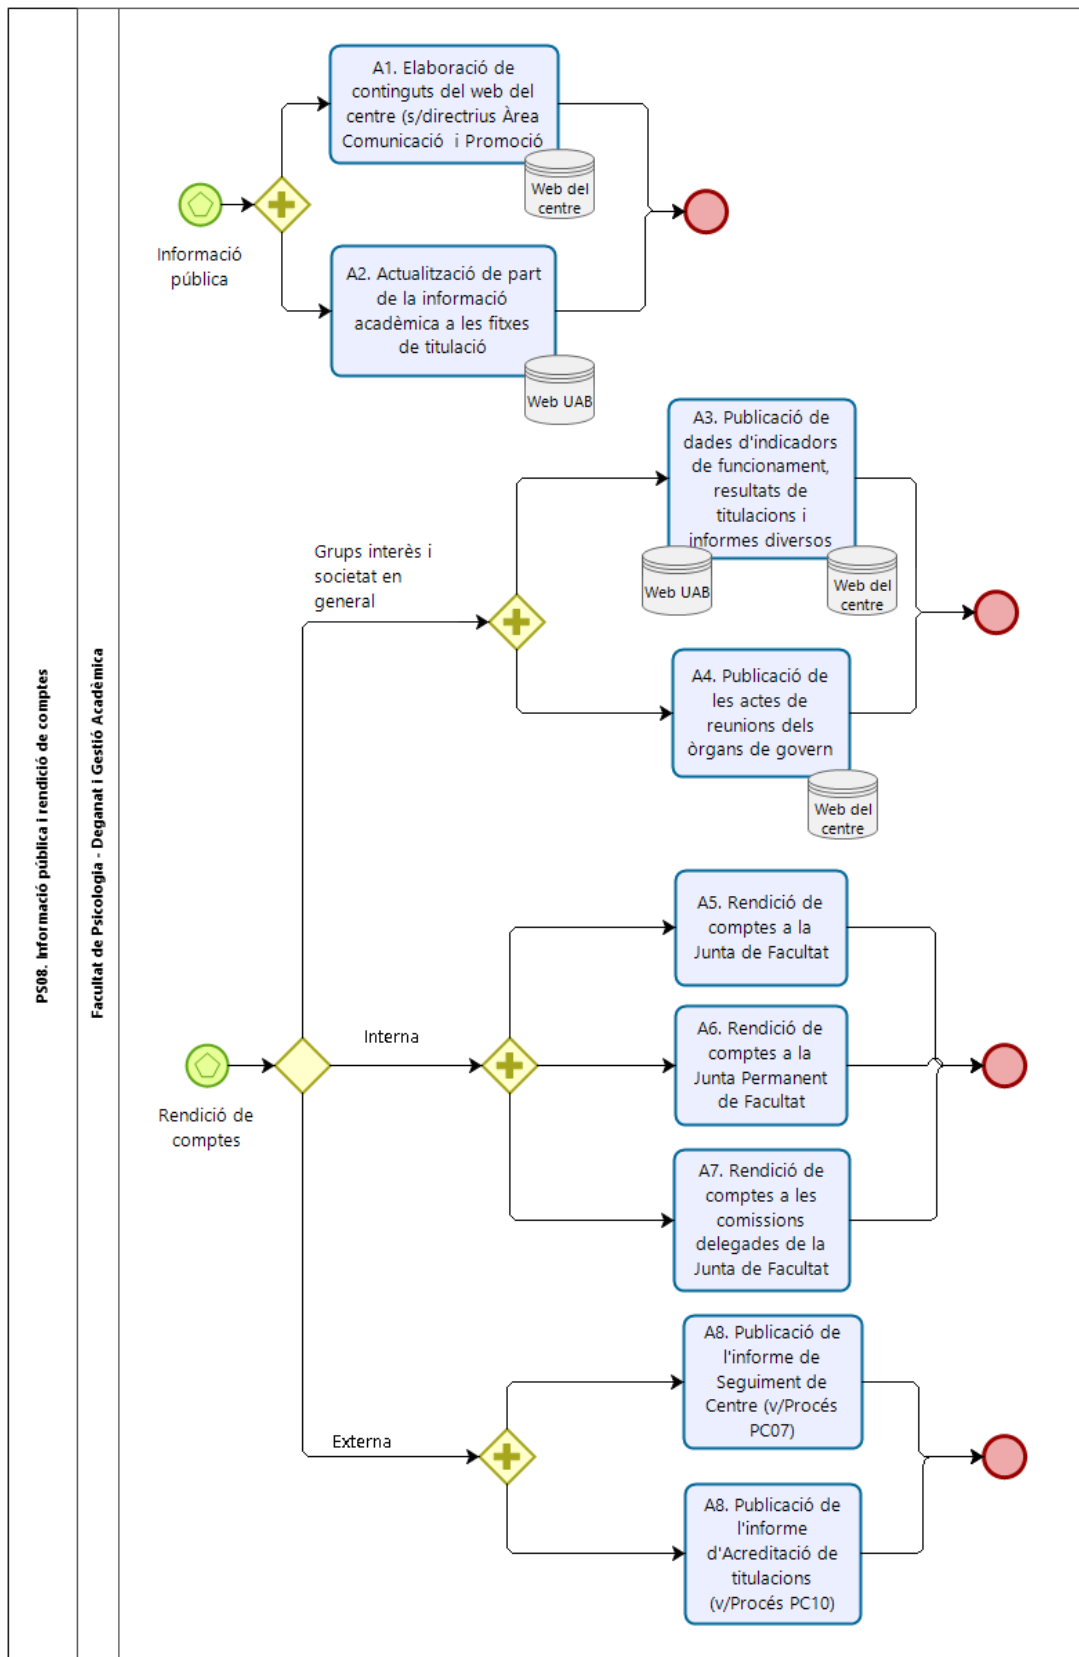 PS08. Informació pública i rendició de comptes
Facultat de Psicologia - Deganat i Gestió Acadèmica
A1. Elaboració de
continguts del web del
centre (s/directrius Àrea
Comunicació i Promoció
Web del
centre
Informació
pública
A2. Actualització de part
de la informació
acadèmica a les fitxes
de titulació
Web UAB
A3. Publicació de
dades d'indicadors
de funcionament,
resultats de
titulacions i
informes diversos
Web UAB
Web del
centre
Grups interès i
societat en
general
A4. Publicació de
les actes de
reunions dels
òrgans de govern
Web del
centre
A5. Rendició de
comptes a la
Junta de Facultat
Interna
A6. Rendició de
comptes a la
Junta Permanent
de Facultat
Rendició de
comptes
A7. Rendició de
comptes a les
comissions
delegades de la
Junta de Facultat
A8. Publicació de
l'informe de
Seguiment de
Centre (v/Procés
PC07)
Externa
A8. Publicació de
l'informe
d'Acreditació de
titulacions
(v/Procés PC10)